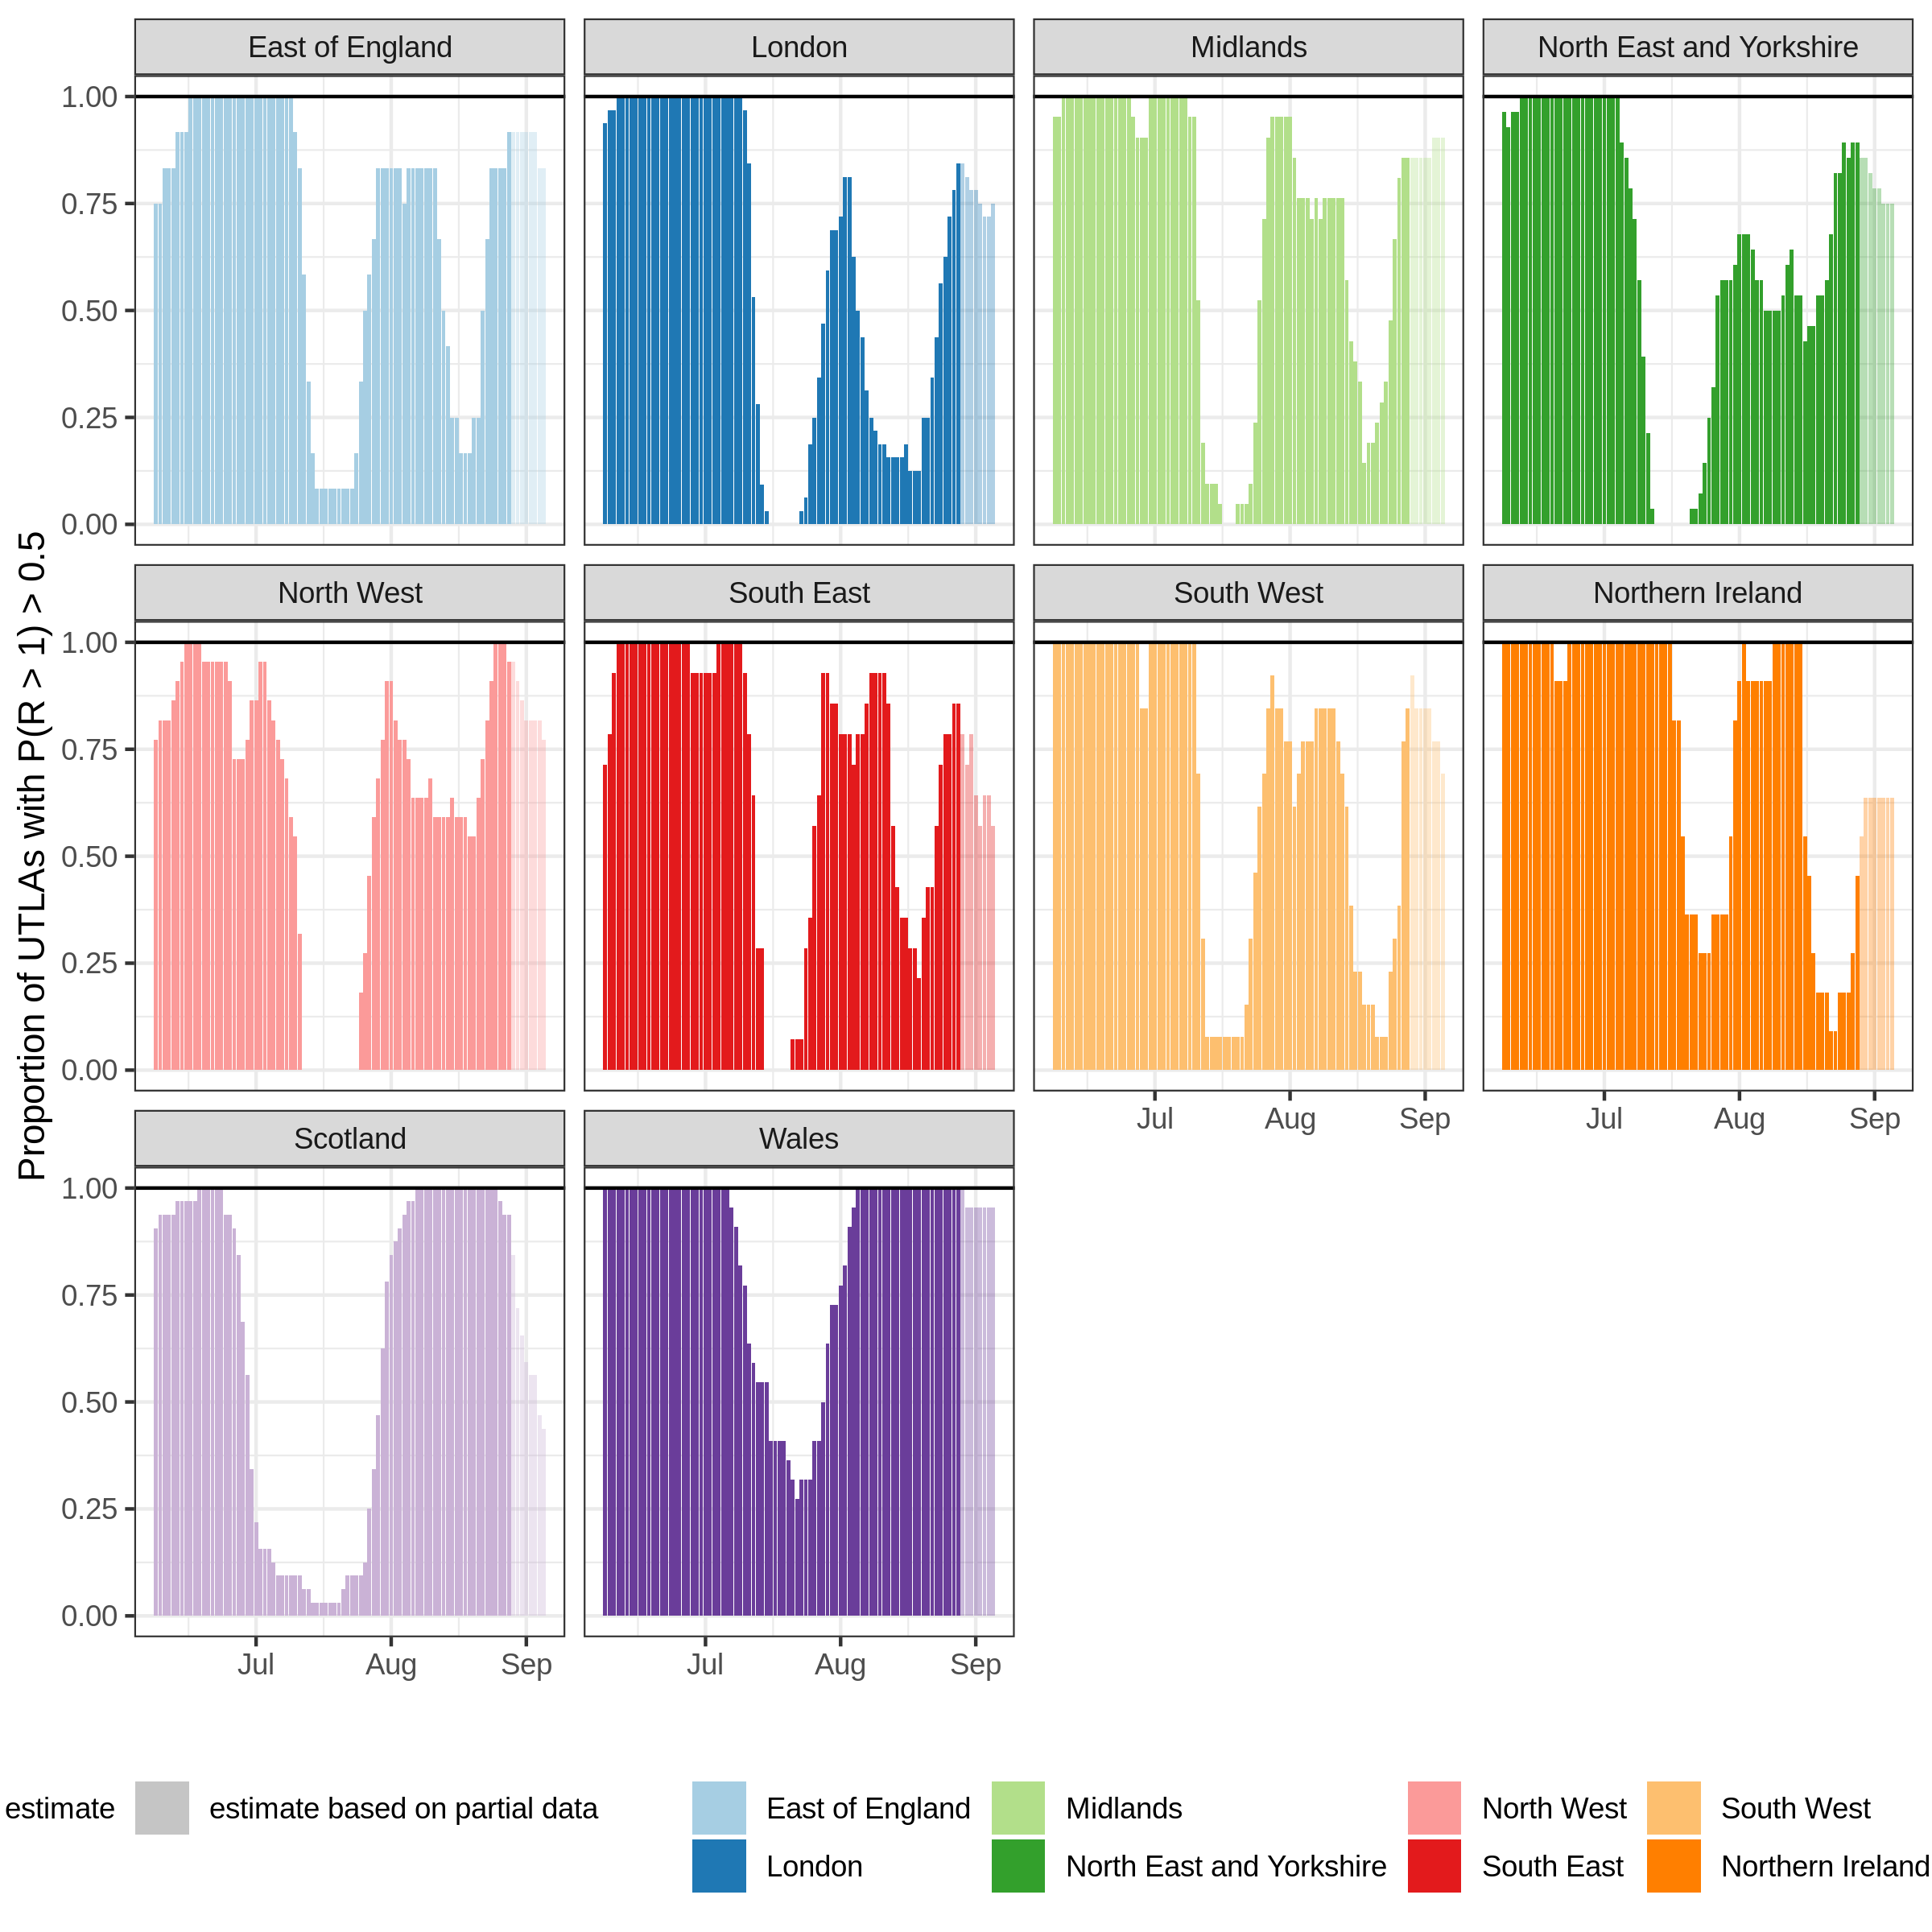 East of England London Midlands North East and Yorkshire
1.00
0.75
0.50
0.25
0.00
North West South East South West Northern Ireland
1.00
0.75
0.50
0.25
0.00
Jul Aug Sep Jul Aug Sep
Scotland Wales
1.00
0.75
0.50
0.25
0.00
Jul Aug Sep Jul Aug Sep
Proportion of UTLAs with P(R > 1) > 0.5
estimate estimate based on partial data East of England Midlands North West South West
London North East and Yorkshire South East Northern Ireland